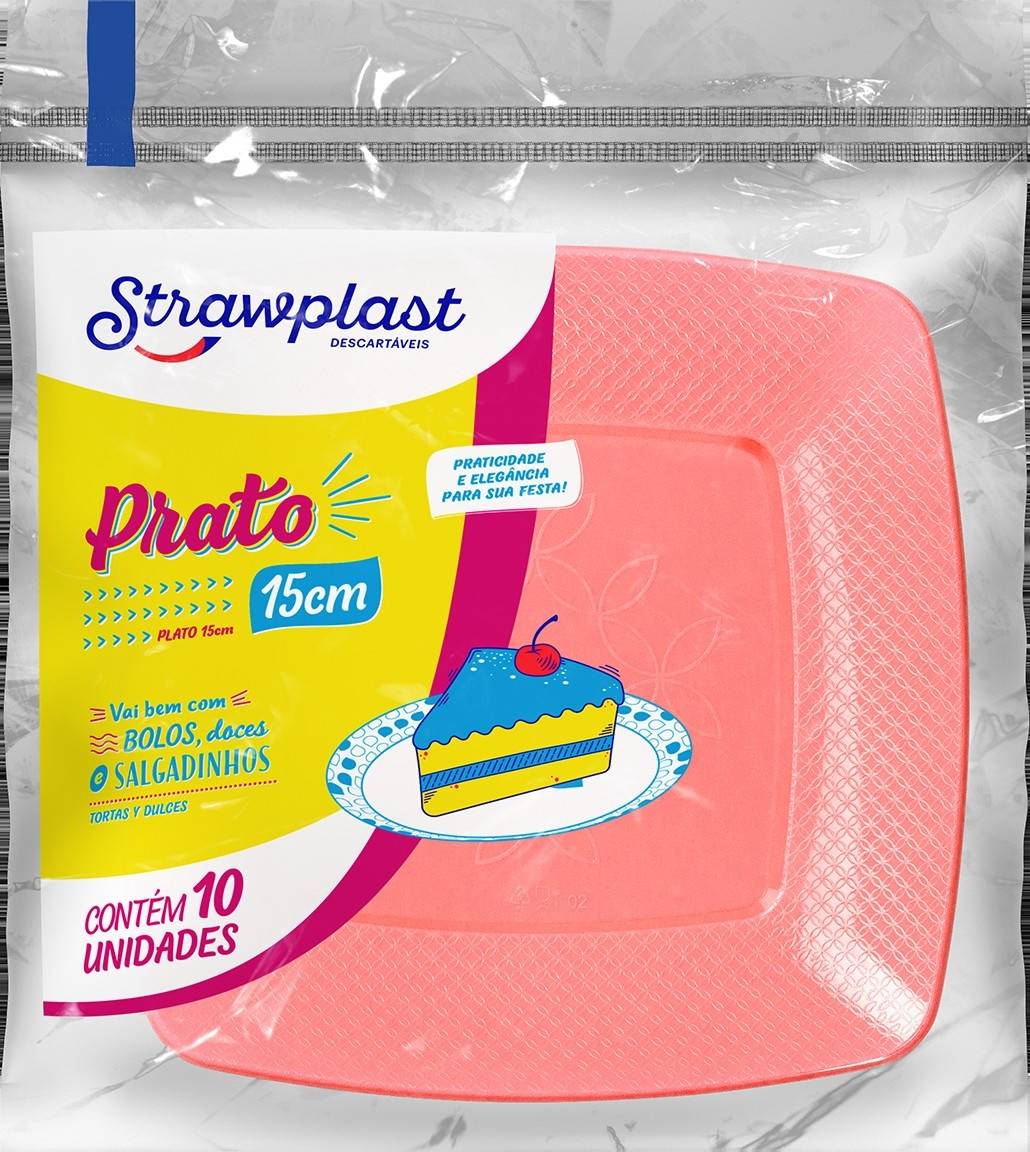 Strawplast
DESCARTÁVEIS
PRATICIDADE
E ELEGÂNCIA
PARA SUA FESTA!
Prato
15cm
PLATO 15cm
Vai bem com
BOLOS, doces
e SALGADINHOS
TORTAS Y DULCES
CONTÉM 10
UNIDADES
02